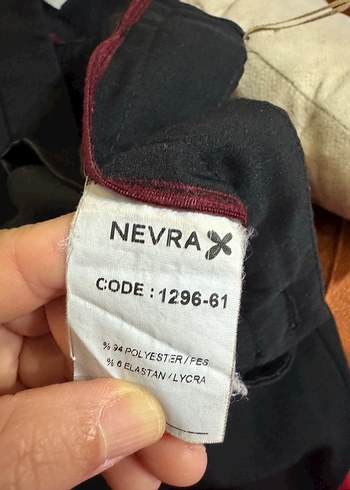 NEVRA
CODE : 1296-61
% 94 POLYESTER / PES
% 6 ELASTAN / LYCRA